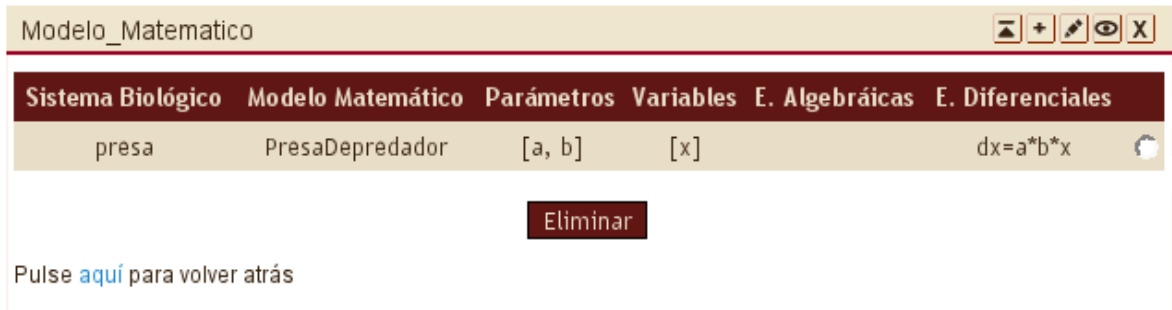 Modelo_Matematico
Sistema Biológico Modelo Matemático Parámetros Variables E. Algebráicas E. Diferenciales
presa PresaDepredador [a, b] [x] dx=a*b*x
Eliminar
Pulse aquí para volver atrás